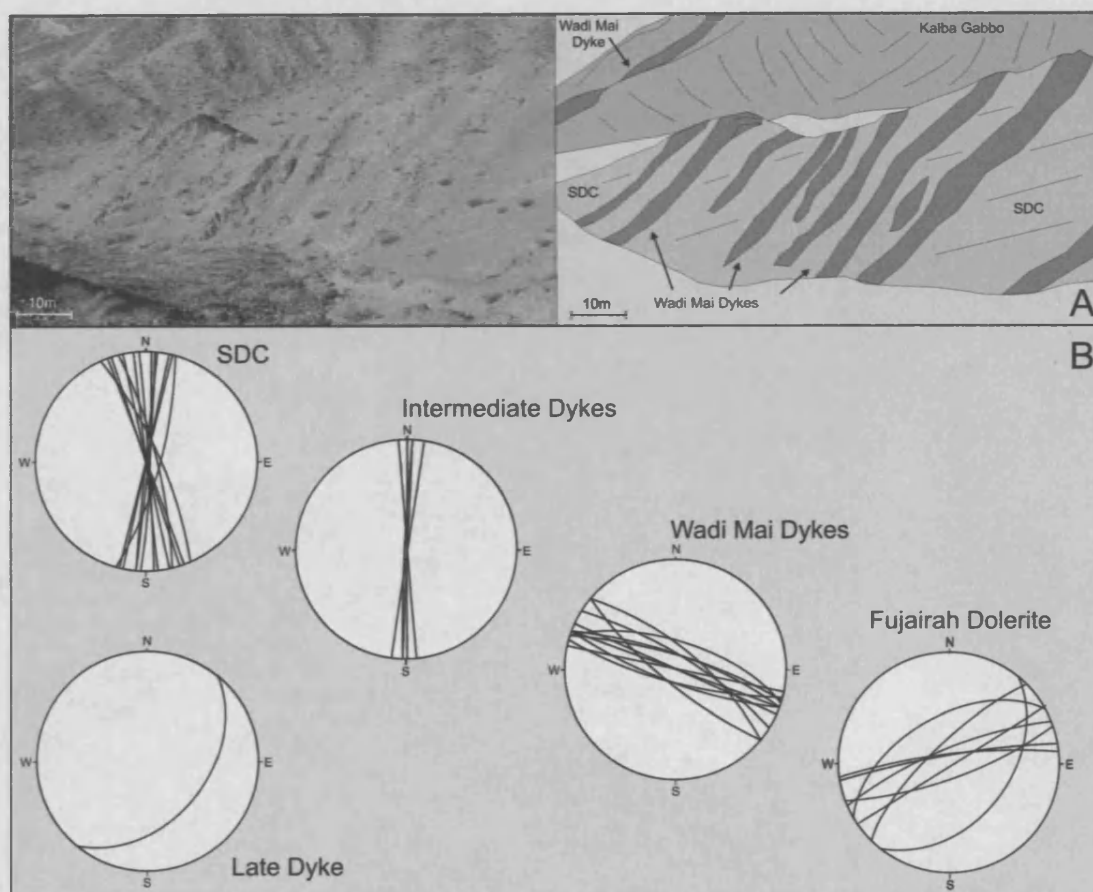 10m
Wadi Mai
Dyke
Kalba Gabbo
SDC
SDC
Wadi Mai Dykes
10m
A
B
SDC
N
W
E
S
Intermediate Dykes
N
W
E
S
Wadi Mai Dykes
N
W
E
S
Fujairah Dolerite
N
W
E
S
N
W
E
S
Late Dyke